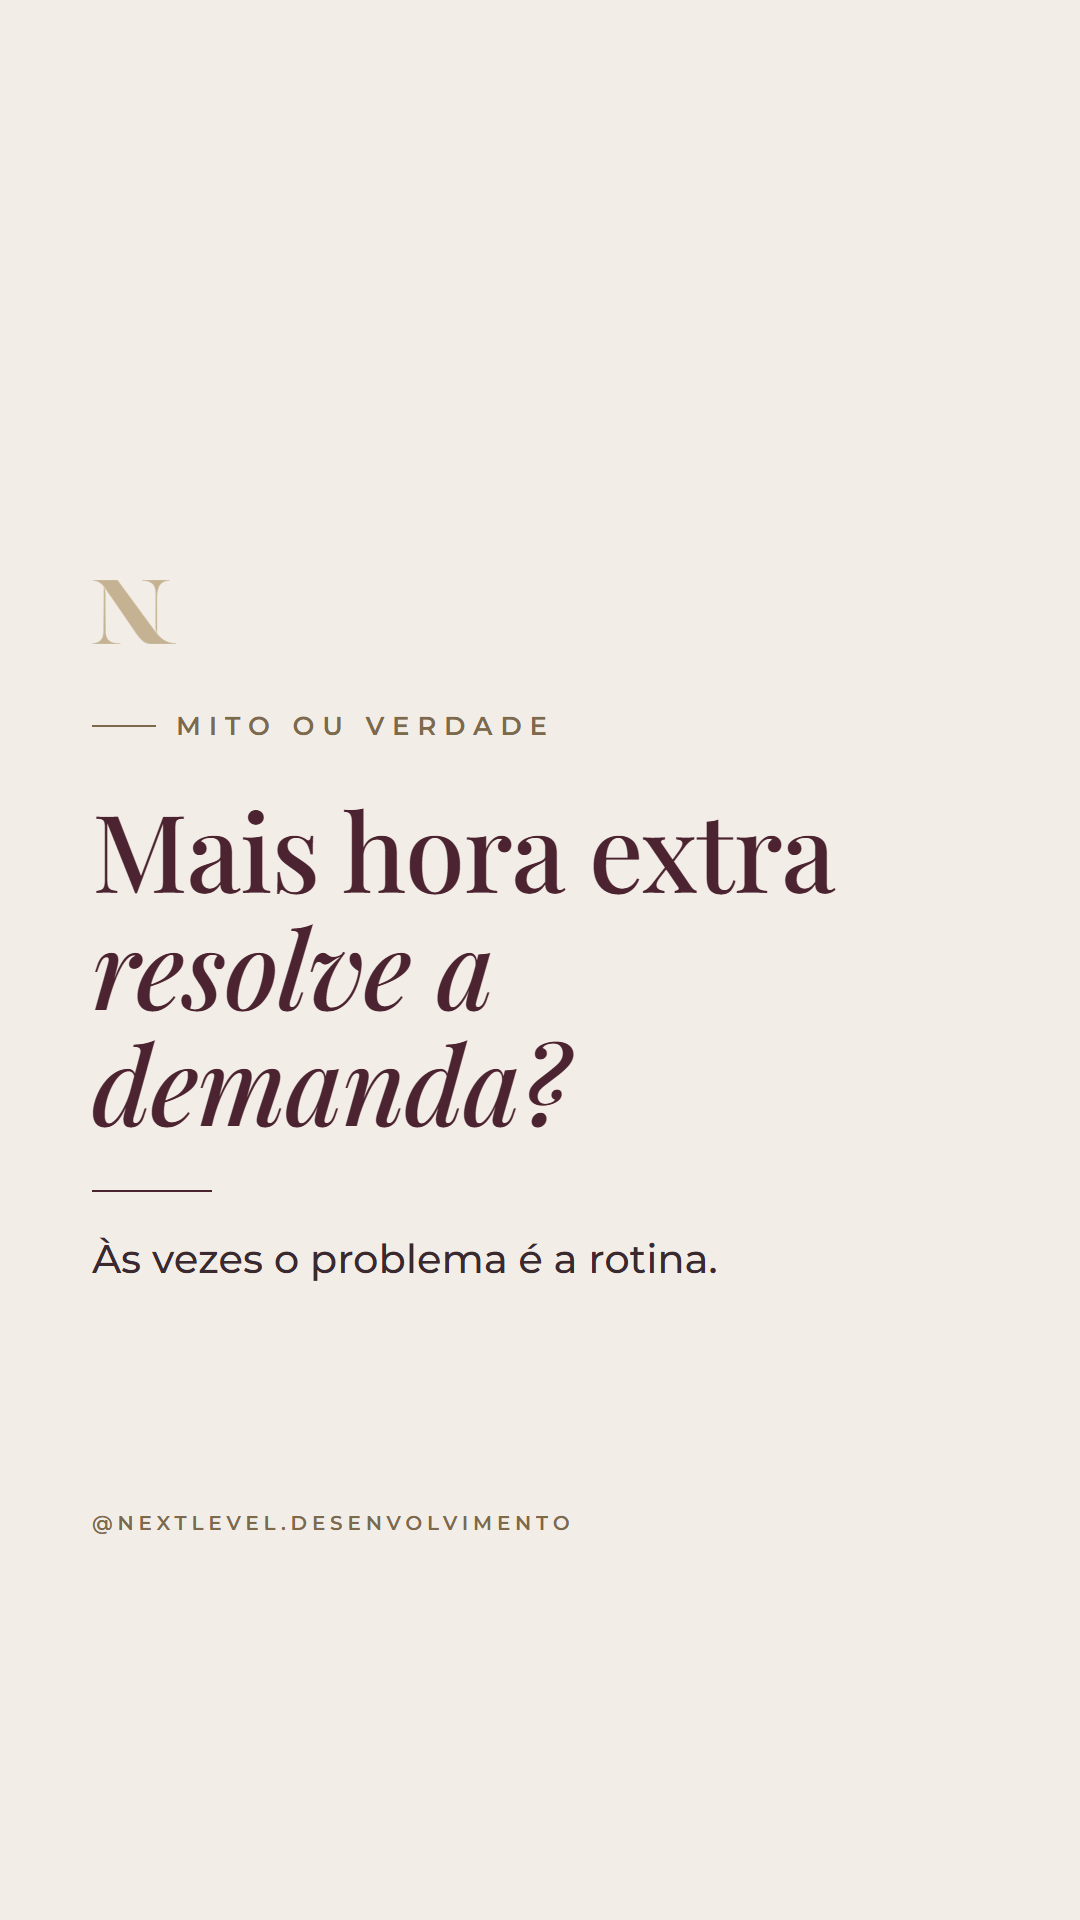 N
MITO OU VERDADE
Mais hora extra
resolve a
demanda?
Às vezes o problema é a rotina.
@NEXTLEVEL.DESENVOLVIMENTO